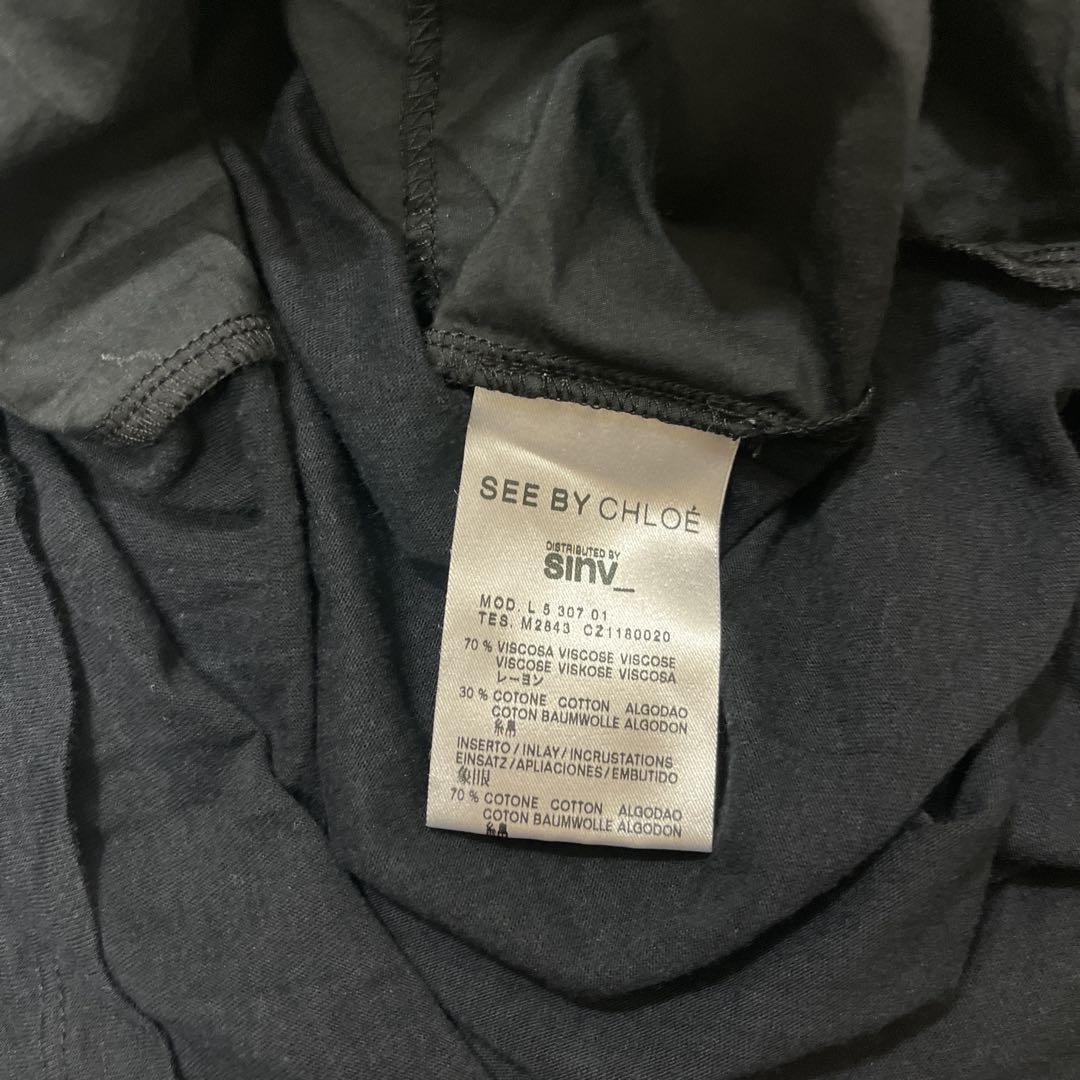 SEE BY CHLOÉ
DISTRIBUTED BY
sinv_
MOD. L 5 307 01
TES. M2843 CZ1180020
70 % VISCOSA VISCOSE VISCOSE
VISCOSE VISKOSE VISCOSA
レーヨン
30 % COTONE COTTON ALGODAO
COTON BAUMWOLLE ALGODON
綿
INSERTO / INLAY / INCRUSTATIONS
EINSATZ / APLIACIONES / EMBUTIDO
象眼
70 % COTONE COTTON ALGODAO
COTON BAUMWOLLE ALGODON
綿